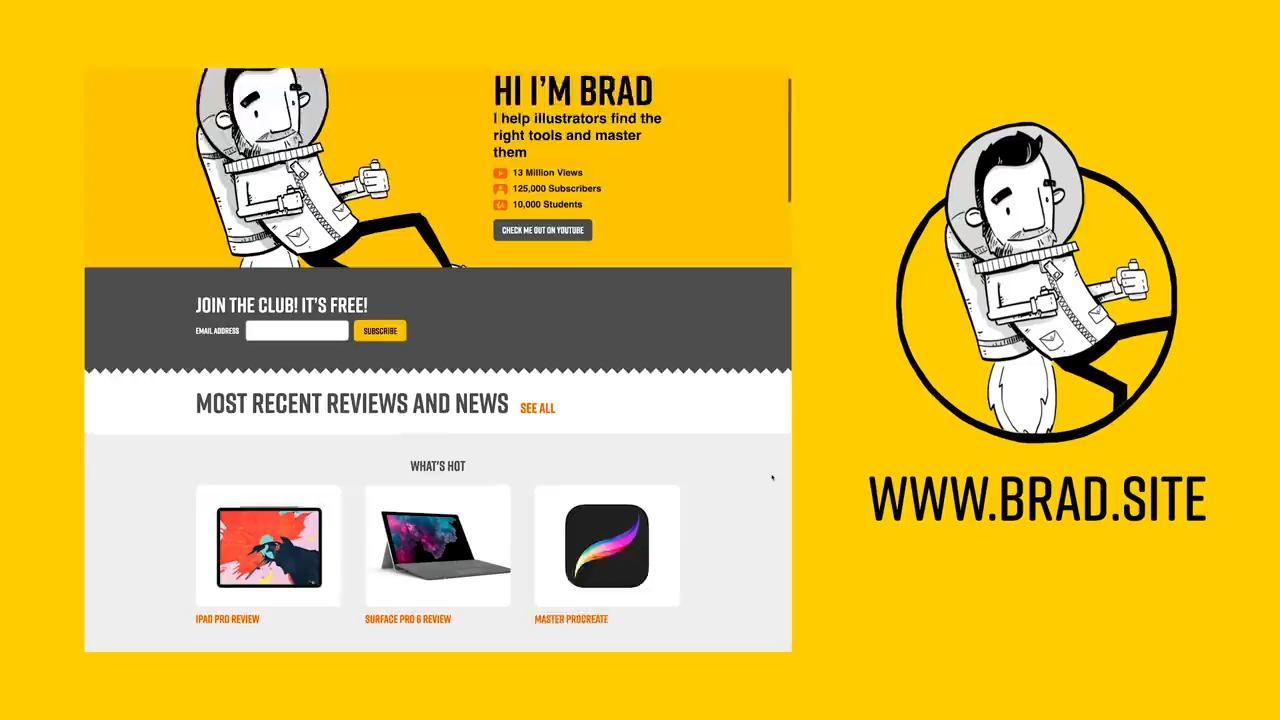 HI I'M BRAD
I help illustrators find the
right tools and master
them
13 Million Views
125,000 Subscribers
10,000 Students
CHECK ME OUT ON YOUTUBE
JOIN THE CLUB! IT'S FREE!
EMAIL ADDRESS
SUBSCRIBE
MOST RECENT REVIEWS AND NEWS
SEE ALL
WHAT'S HOT
IPAD PRO REVIEW
SURFACE PRO 6 REVIEW
MASTER PROCREATE
WWW.BRAD.SITE